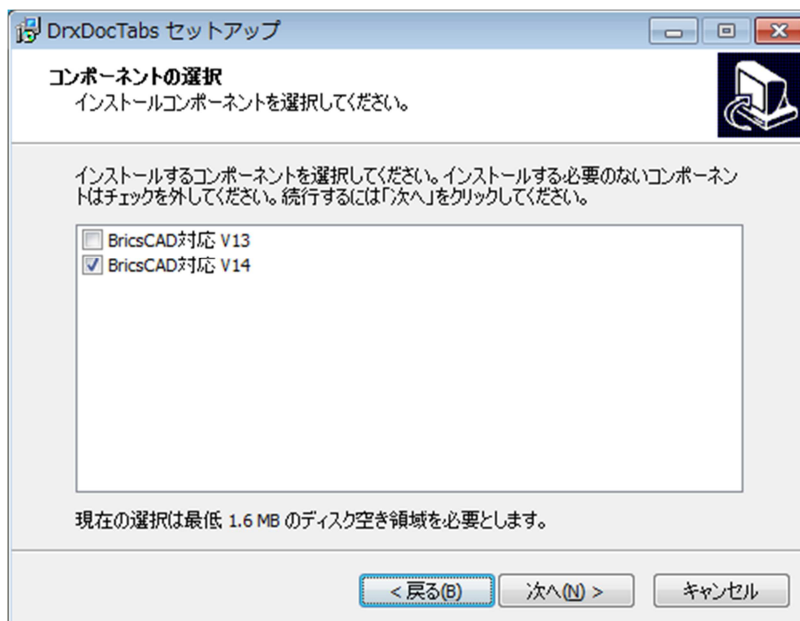 DrxDocTabs セットアップ
コンポーネントの選択
インストールコンポーネントを選択してください。
インストールするコンポーネントを選択してください。インストールする必要のないコンポーネン
トはチェックを外してください。続行するには「次へ」をクリックしてください。
BricsCAD対応 V13
BricsCAD対応 V14
現在の選択は最低 1.6 MB のディスク空き領域を必要とします。
< 戻る(B)
次へ(N) >
キャンセル